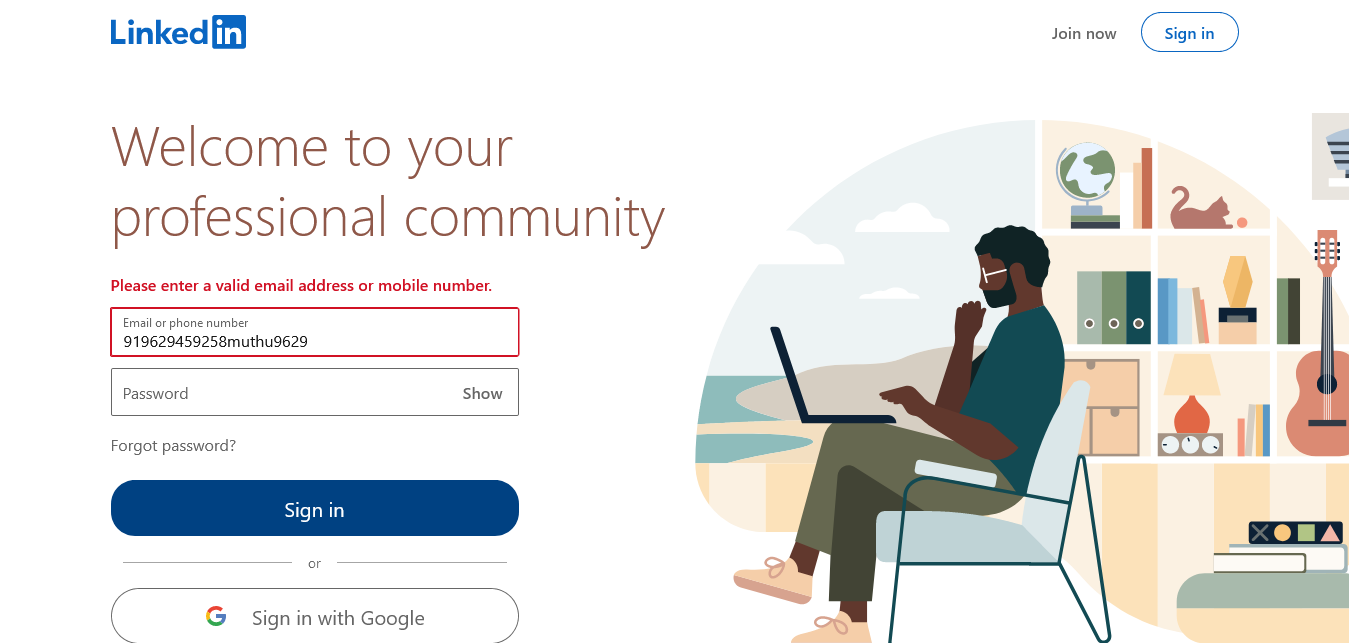 Linkedin
Join now
Sign in
Welcome to your
professional community
Please enter a valid email address or mobile number.
Email or phone number
919629459258muthu9629
Password
Show
Forgot password?
Sign in
or
Sign in with Google